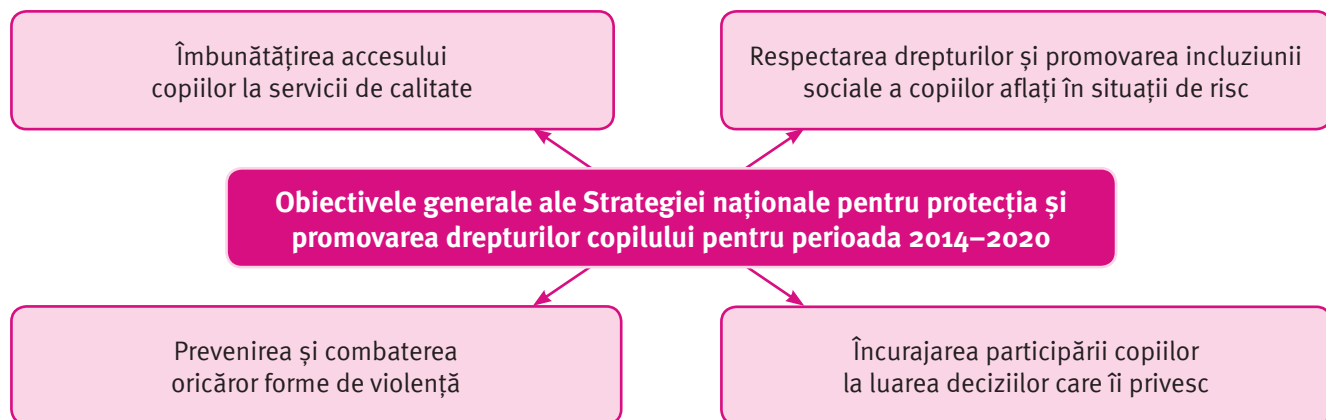 Îmbunătățirea accesului
copiilor la servicii de calitate
Respectarea drepturilor și promovarea incluziunii
sociale a copiilor aflați în situații de risc
Obiectivele generale ale Strategiei naționale pentru protecția și
promovarea drepturilor copilului pentru perioada 2014–2020
Prevenirea și combaterea
oricăror forme de violență
Încurajarea participării copiilor
la luarea deciziilor care îi privesc